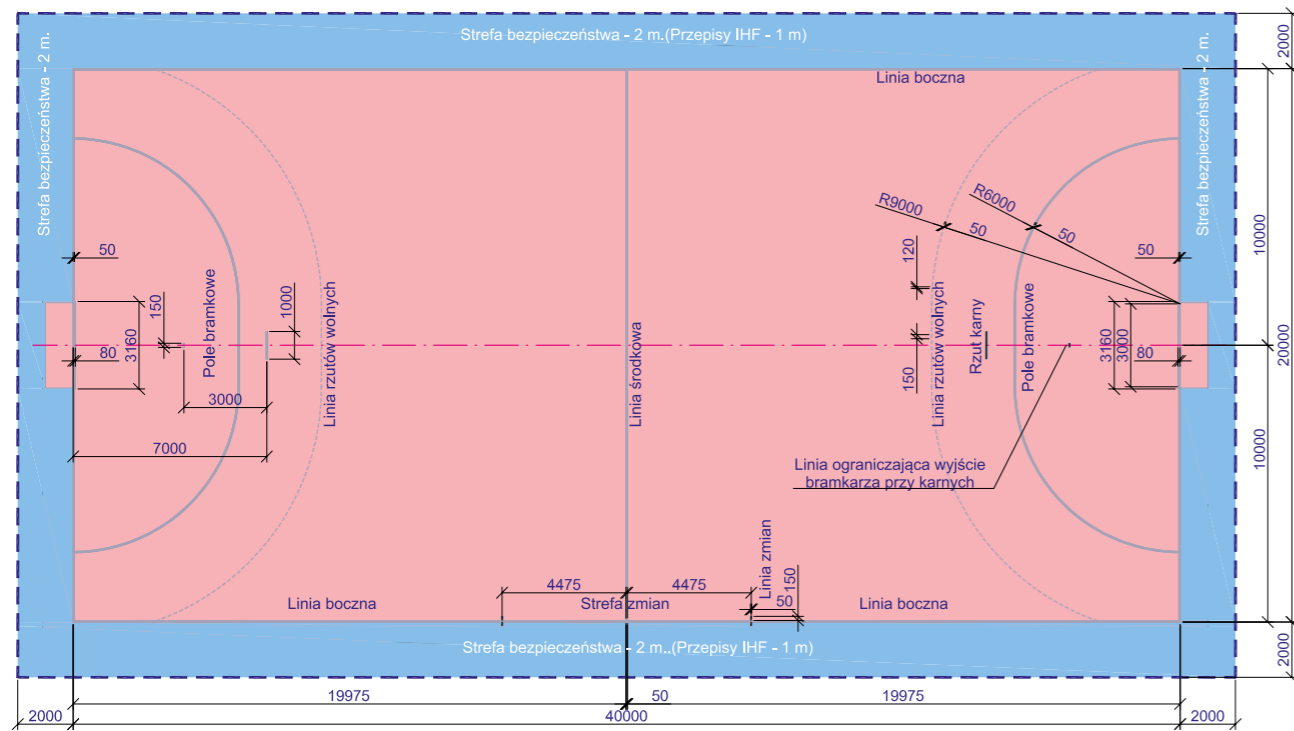 Strefa bezpieczeństwa - 2 m.(Przepisy IHF - 1 m)
2000
Strefa bezpieczeństwa - 2 m.
Linia boczna
Strefa bezpieczeństwa - 2 m.
R9000
R6000
50
50
10000
50
120
50
Pole bramkowe
150
1000
3160
80
Linia rzutów wolnych
Linia środkowa
Linia rzutów wolnych
Rzut karny
Pole bramkowe
3160
3000
80
20000
150
3000
7000
10000
Linia ograniczająca wyjście
bramkarza przy karnych
Linia zmian
150
4475
4475
50
Linia boczna
Strefa zmian
Linia boczna
Strefa bezpieczeństwa - 2 m..(Przepisy IHF - 1 m)
2000
19975
50
19975
2000
40000
2000